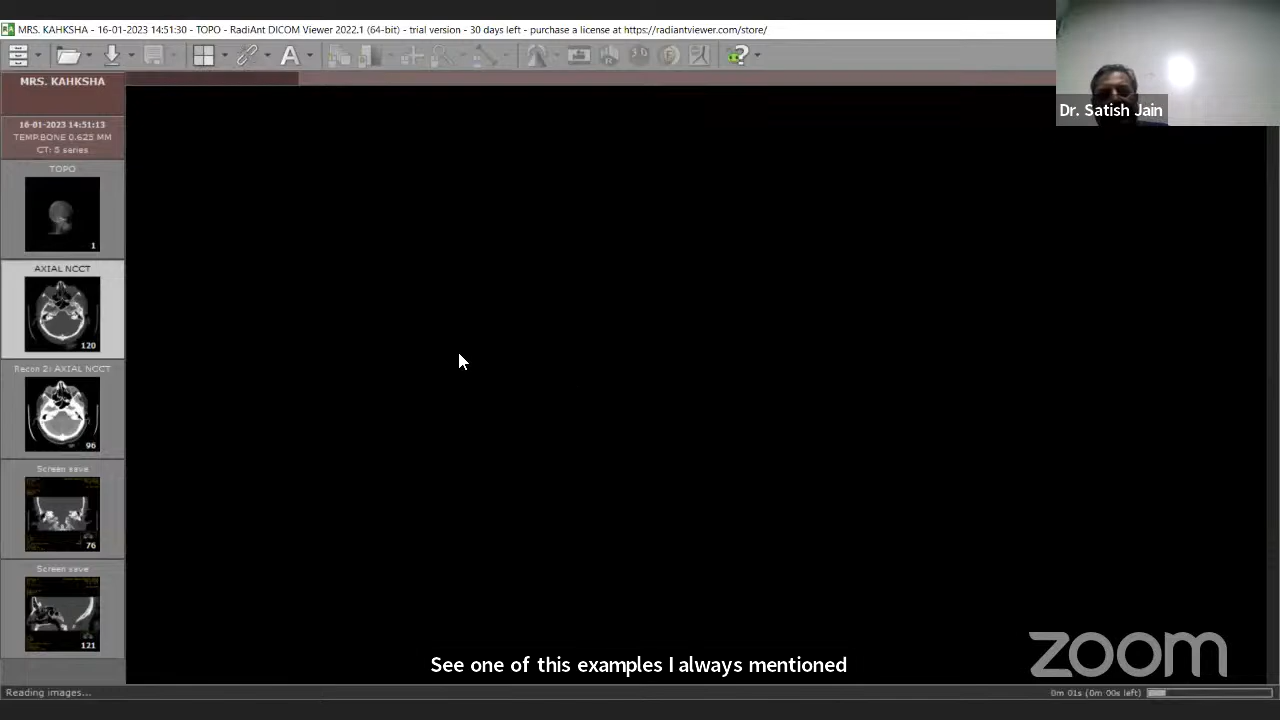 MRS. KAHKSHA - 16-01-2023 14:51:30 - TOPO - RadiAnt DICOM Viewer 2022.1 (64-bit) - trial version - 30 days left - purchase a license at https://radiantviewer.com/store/
Dr. Satish Jain
MRS. KAHKSHA
16-01-2023 14:51:13
TEMP.BONE 0.625 MM
CT: 5 series
TOPO
1
AXIAL NCCT
120
Recon 2: AXIAL NCCT
96
Screen save
76
Screen save
121
See one of this examples I always mentioned
zoom
Reading images...
0m 01s (0m 00s left)